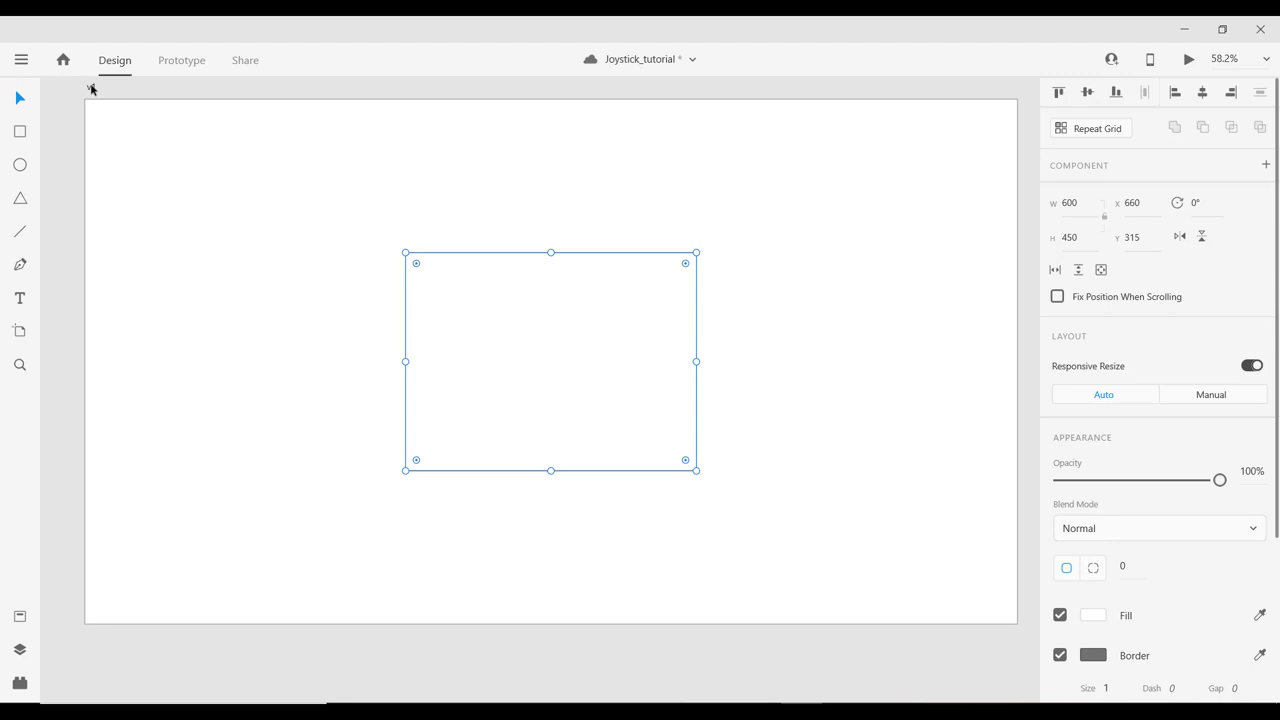 Design Prototype Share Joystick_tutorial * 58.2%
Repeat Grid
COMPONENT
W 600 X 660 0°
H 450 Y 315
Fix Position When Scrolling
LAYOUT
Responsive Resize
Auto Manual
APPEARANCE
Opacity
100%
Blend Mode
Normal
0
Fill
Border
Size 1 Dash 0 Gap 0